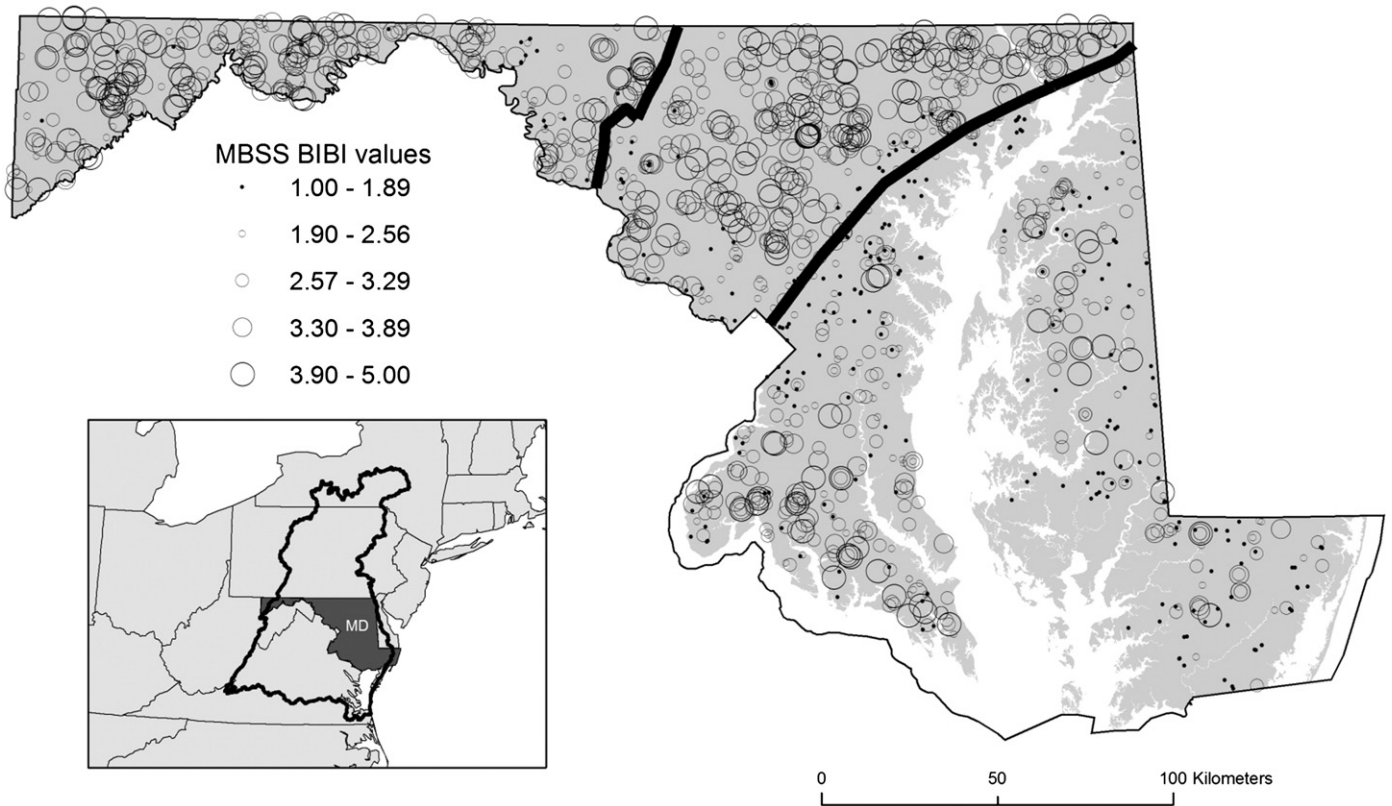 MBSS BIBI values
1.00 - 1.89
1.90 - 2.56
2.57 - 3.29
3.30 - 3.89
3.90 - 5.00
MD
0 50 100 Kilometers